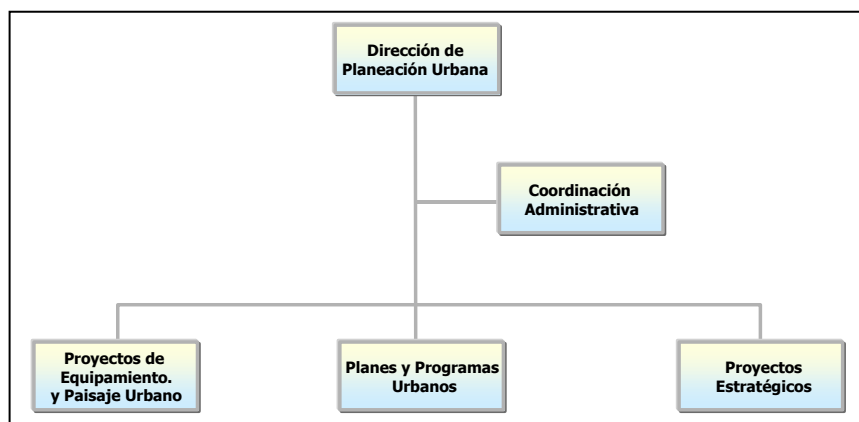 Dirección de
Planeación Urbana
Coordinación
Administrativa
Proyectos de
Equipamiento.
y Paisaje Urbano
Planes y Programas
Urbanos
Proyectos
Estratégicos